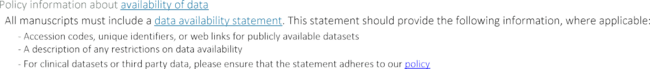 Policy information about availability of data
All manuscripts must include a data availability statement. This statement should provide the following information, where applicable:
- Accession codes, unique identifiers, or web links for publicly available datasets
- A description of any restrictions on data availability
- For clinical datasets or third party data, please ensure that the statement adheres to our policy